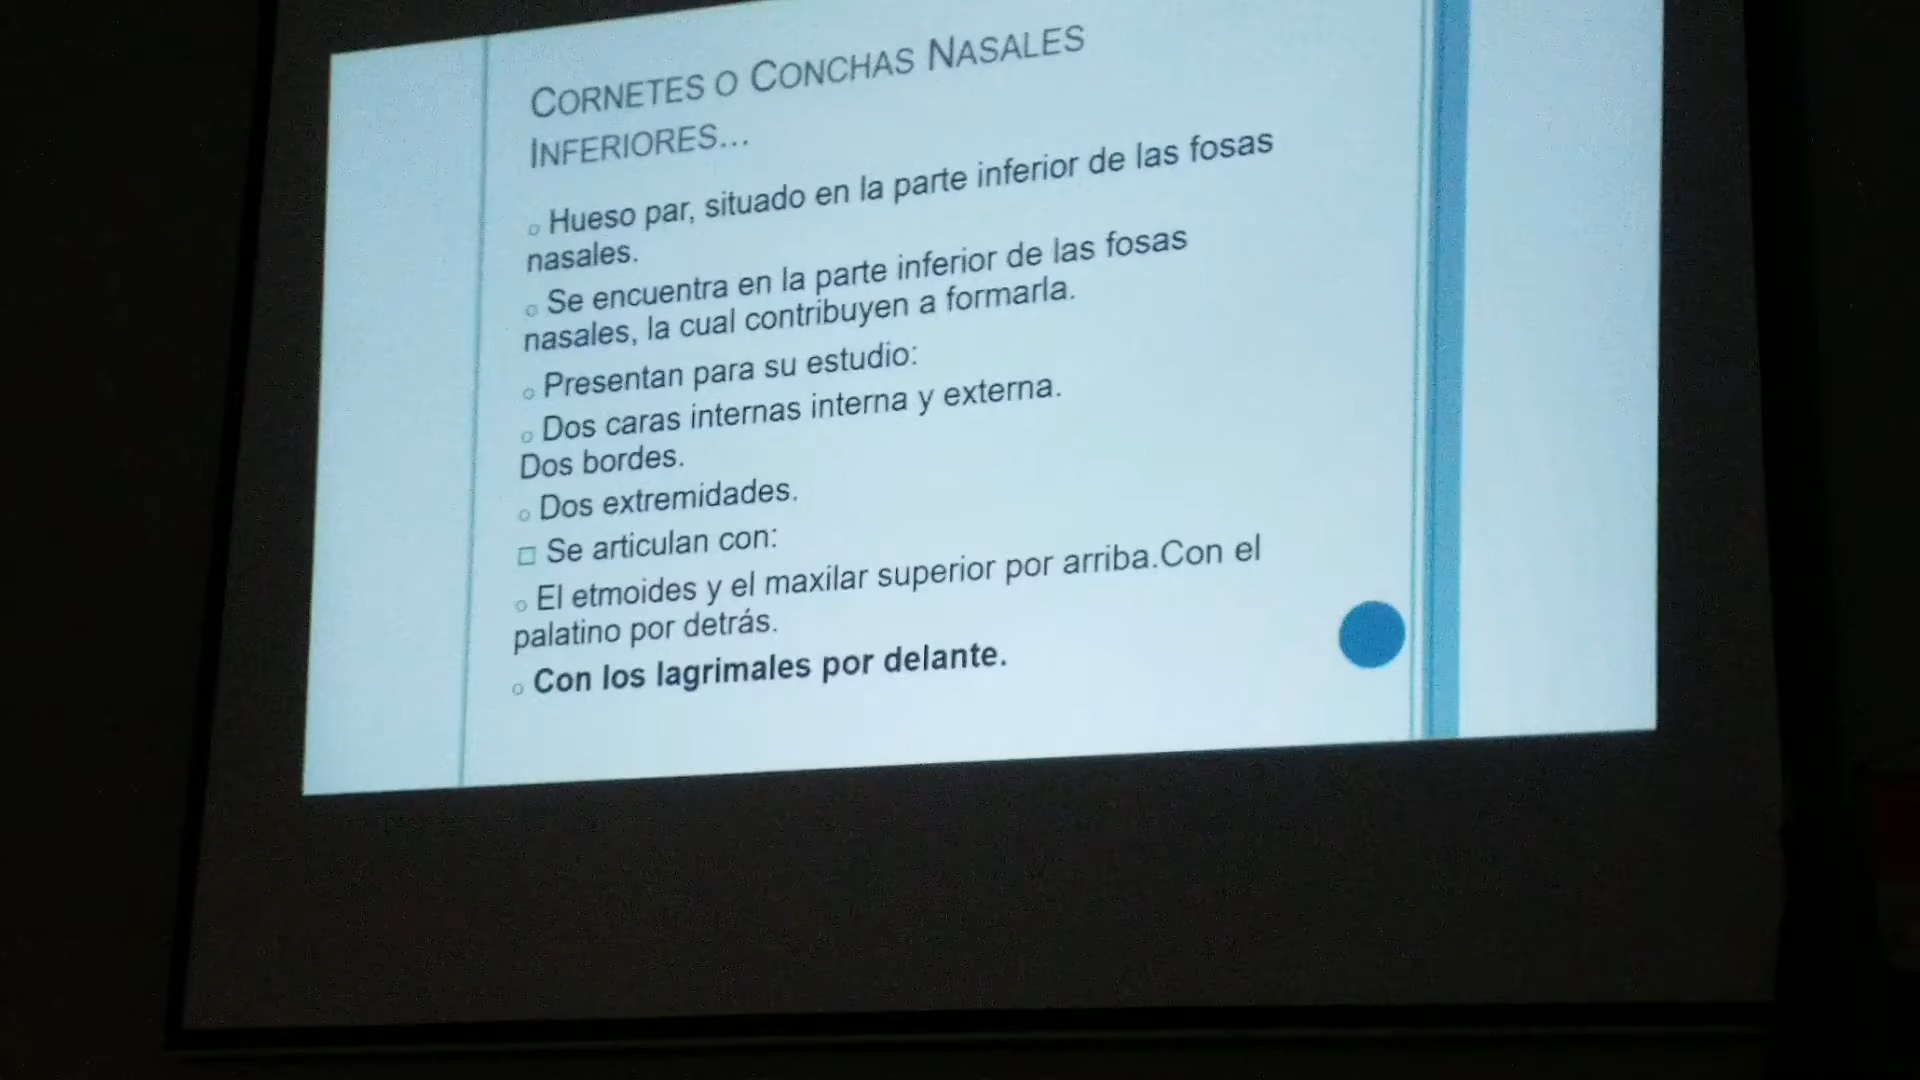 CORNETES O CONCHAS NASALES
INFERIORES...
Hueso par, situado en la parte inferior de las fosas
nasales.
Se encuentra en la parte inferior de las fosas
nasales, la cual contribuyen a formarla.
Presentan para su estudio:
Dos caras internas interna y externa.
Dos bordes.
Dos extremidades.
Se articulan con:
El etmoides y el maxilar superior por arriba.Con el
palatino por detrás.
Con los lagrimales por delante.